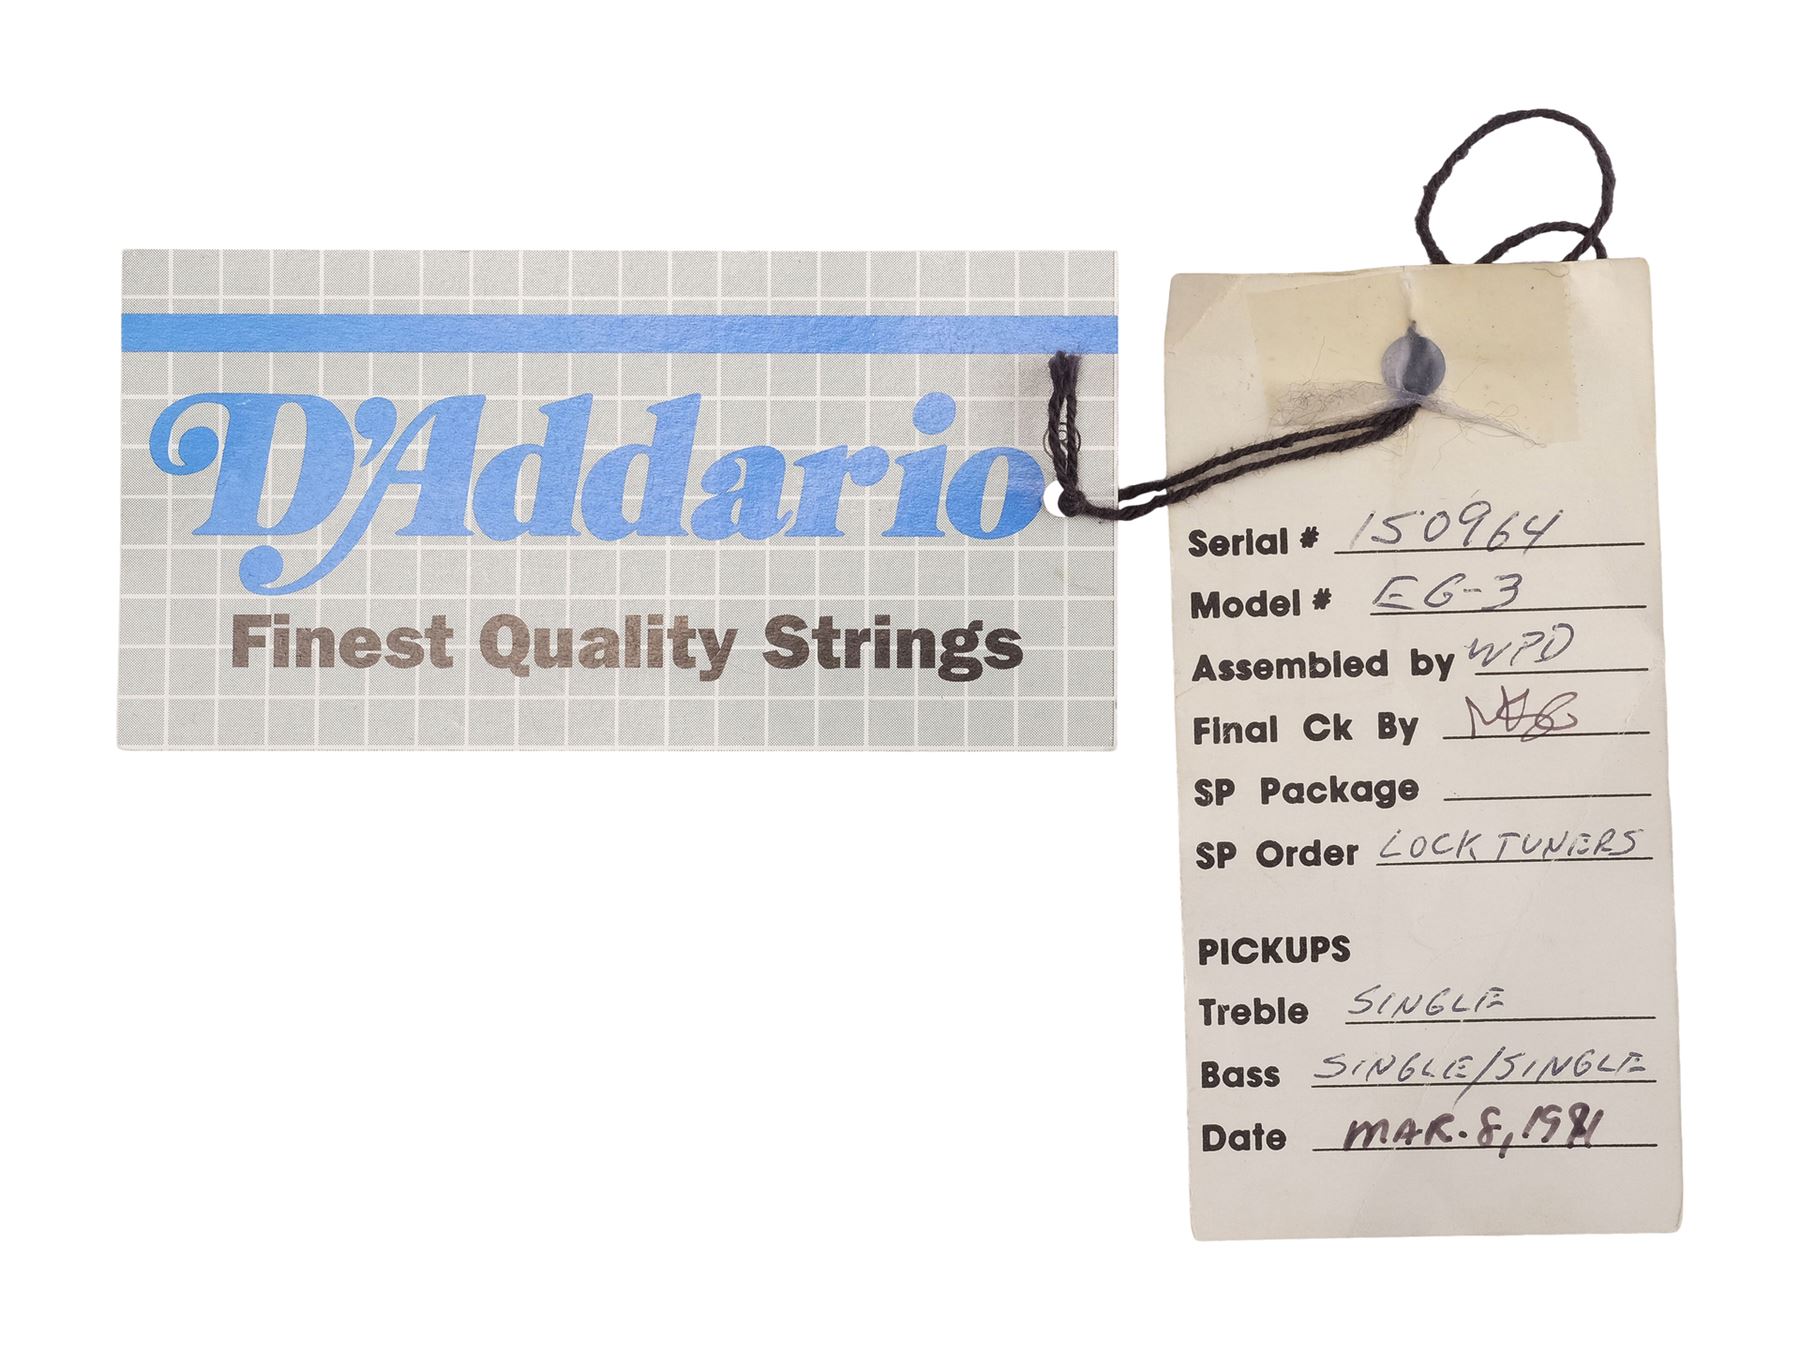 D'Addario
Finest Quality Strings
Serial # 150964
Model # EG-3
Assembled by WPD
Final Ck By
SP Package
SP Order LOCK TUNERS
PICKUPS
Treble SINGLE
Bass SINGLE/SINGLE
Date MAR. 8, 1991